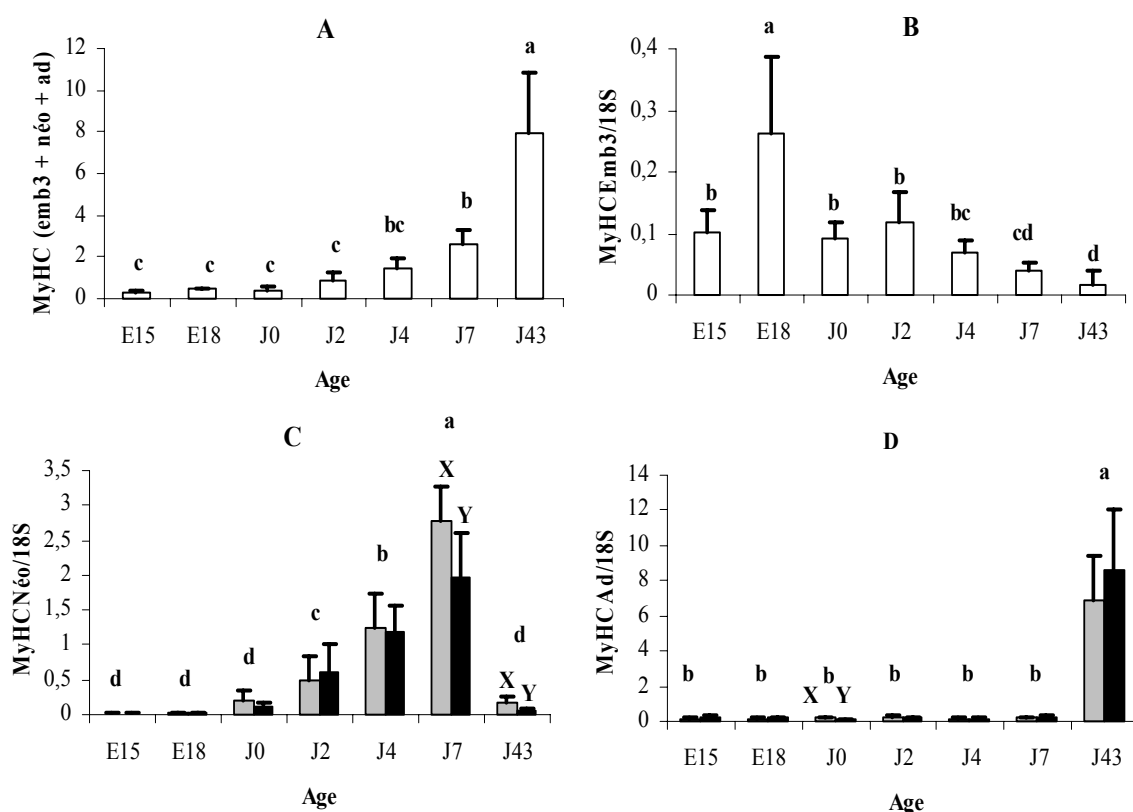 A
MyHC (emb3 + néo + ad)
12
10
8
6
4
2
0
c c c c bc b a
E15 E18 J0 J2 J4 J7 J43
Age
B
MyHCEmb3/18S
0,4
0,3
0,2
0,1
0
b a b b bc cd d
E15 E18 J0 J2 J4 J7 J43
Age
C
MyHCNéo/18S
3,5
3
2,5
2
1,5
1
0,5
0
d d d c b a d
X Y X Y
E15 E18 J0 J2 J4 J7 J43
Age
D
MyHCAd/18S
14
12
10
8
6
4
2
0
b b b b b b a
X Y
E15 E18 J0 J2 J4 J7 J43
Age